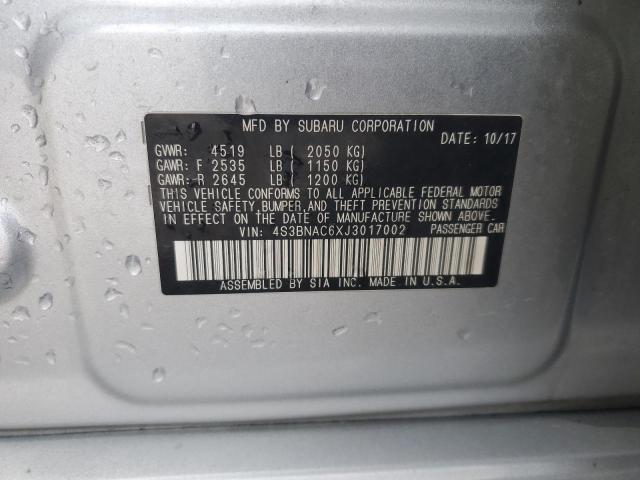 MFD BY SUBARU CORPORATION
DATE: 10/17
GVWR: 4519 LB ( 2050 KG)
GAWR: F 2535 LB ( 1150 KG)
GAWR: R 2645 LB ( 1200 KG)
THIS VEHICLE CONFORMS TO ALL APPLICABLE FEDERAL MOTOR
VEHICLE SAFETY,BUMPER,AND THEFT PREVENTION STANDARDS
IN EFFECT ON THE DATE OF MANUFACTURE SHOWN ABOVE.
VIN: 4S3BNAC6XJ3017002 PASSENGER CAR
ASSEMBLED BY SIA INC. MADE IN U.S.A.